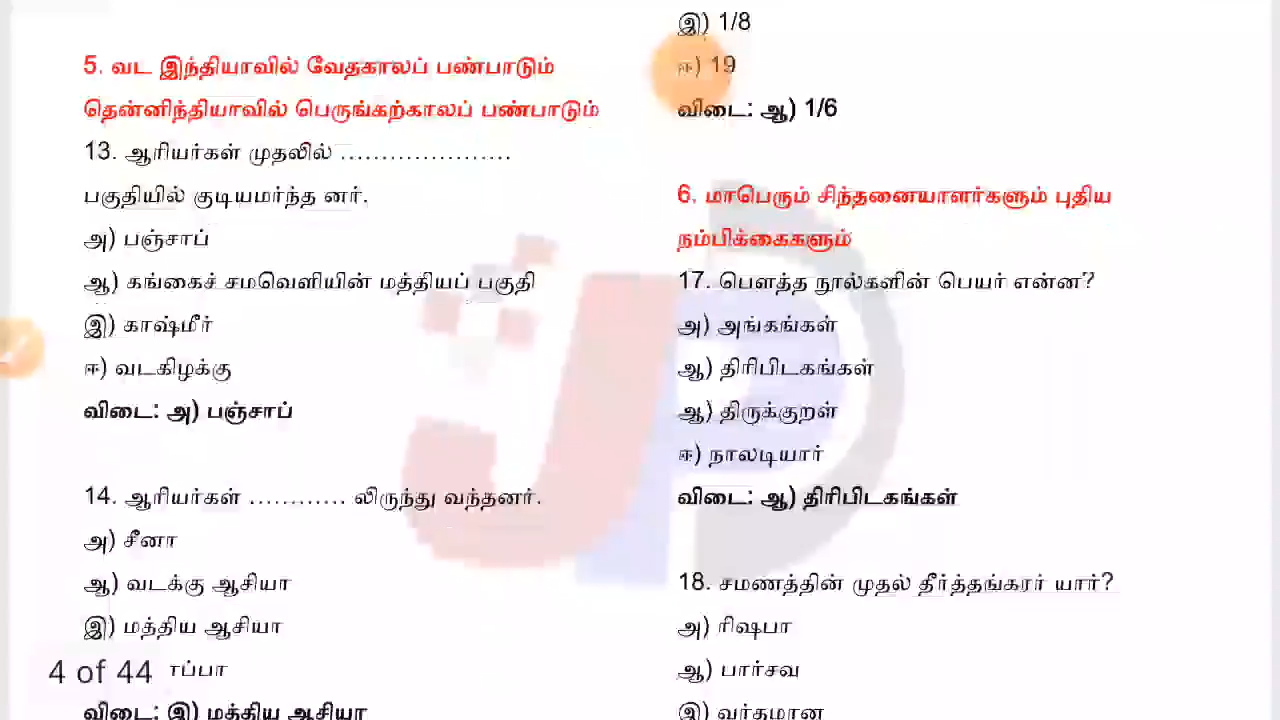 5. வட இந்தியாவில் வேதகாலப் பண்பாடும்
தென்னிந்தியாவில் பெருங்கற்காலப் பண்பாடும்
13. ஆரியர்கள் முதலில் .....................
பகுதியில் குடியமர்ந்த னர்.
அ) பஞ்சாப்
ஆ) கங்கைச் சமவெளியின் மத்தியப் பகுதி
இ) காஷ்மீர்
ஈ) வடகிழக்கு
விடை: அ) பஞ்சாப்
14. ஆரியர்கள் ............ லிருந்து வந்தனர்.
அ) சீனா
ஆ) வடக்கு ஆசியா
இ) மத்திய ஆசியா
4 of 44
விடை: இ) மத்திய ஆசியா
இ) 1/8
ஈ) 19
விடை: ஆ) 1/6
6. மாபெரும் சிந்தனையாளர்களும் புதிய
நம்பிக்கைகளும்
17. பௌத்த நூல்களின் பெயர் என்ன?
அ) அங்கங்கள்
ஆ) திரிபிடகங்கள்
ஆ) திருக்குறள்
ஈ) நாலடியார்
விடை: ஆ) திரிபிடகங்கள்
18. சமணத்தின் முதல் தீர்த்தங்கரர் யார்?
அ) ரிஷபா
ஆ) பார்சவ
இ) வர்தமான